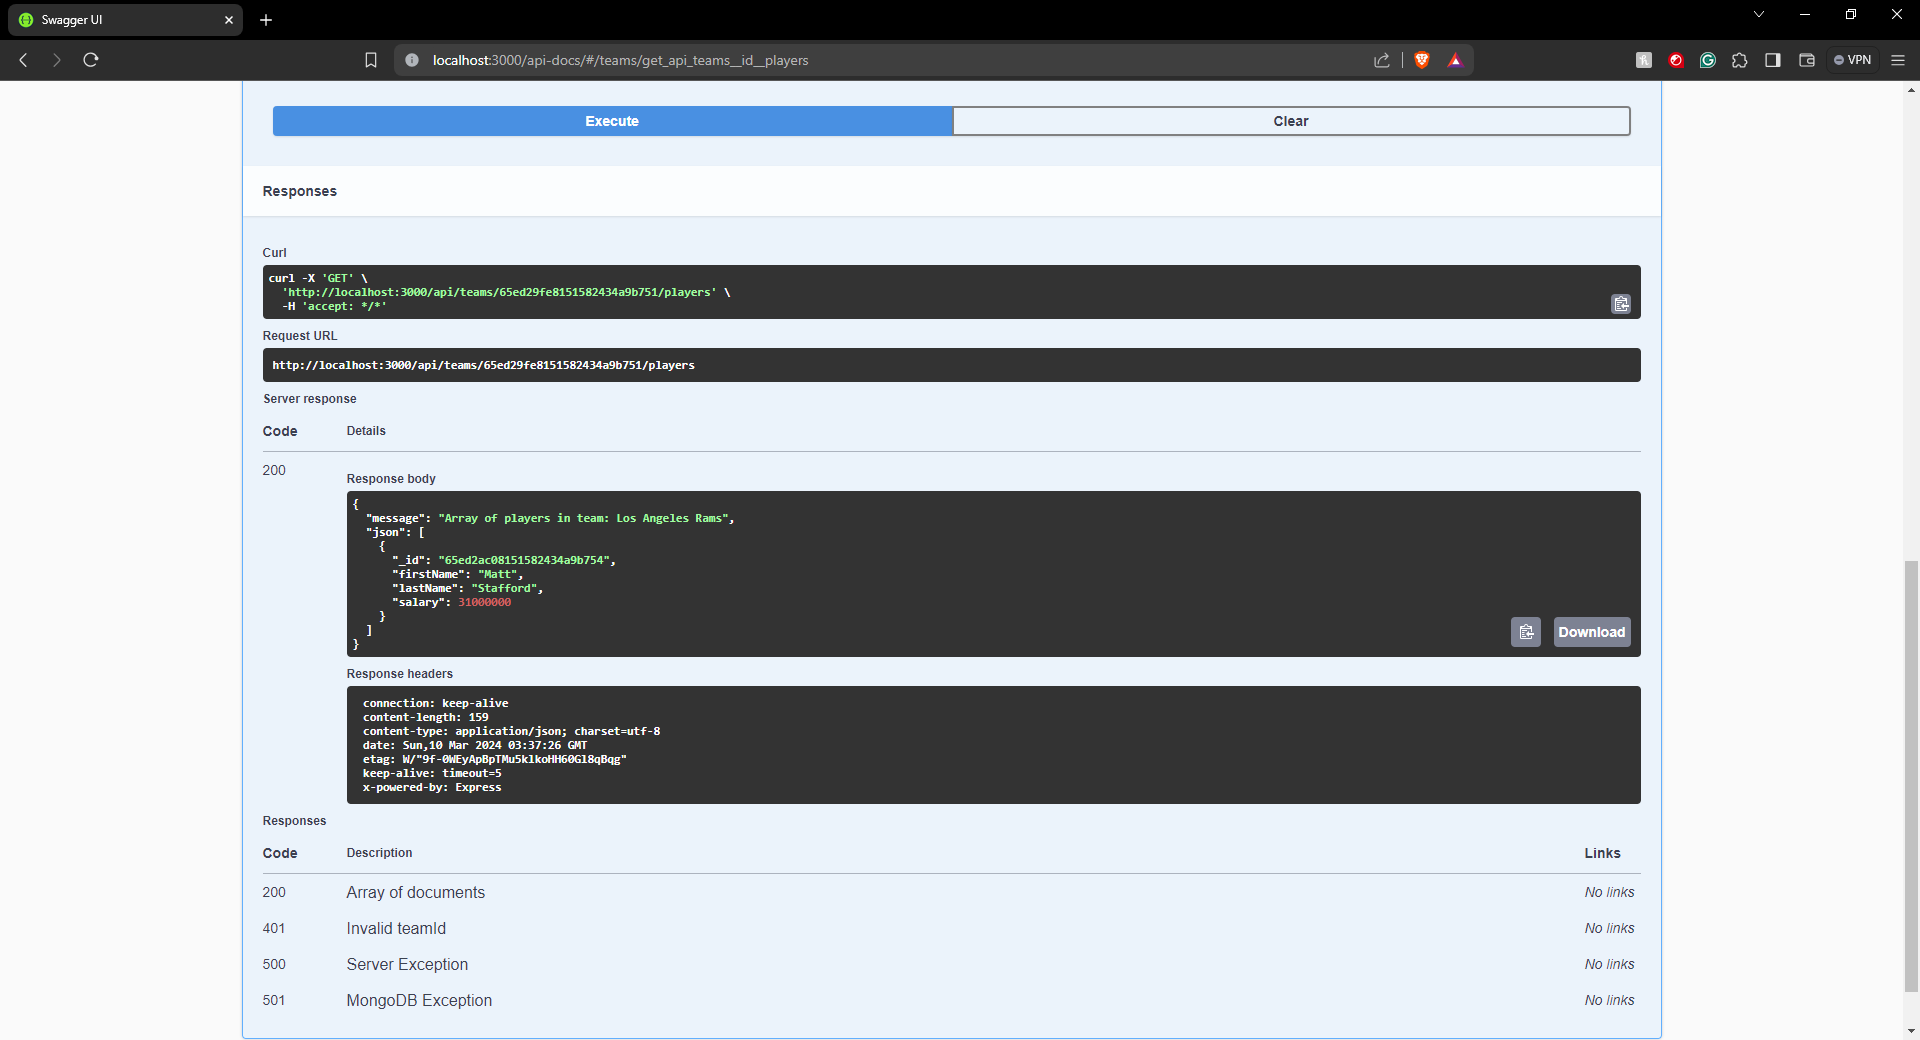 Swagger UI
localhost:3000/api-docs/#/teams/get_api_teams__id__players
VPN
Execute
Clear
Responses
Curl
curl -X 'GET' \
'http://localhost:3000/api/teams/65ed29fe8151582434a9b751/players' \
-H 'accept: */*'
Request URL
http://localhost:3000/api/teams/65ed29fe8151582434a9b751/players
Server response
Code Details
200
Response body
{
"message": "Array of players in team: Los Angeles Rams",
"json": [
{
"_id": "65ed2ac08151582434a9b754",
"firstName": "Matt",
"lastName": "Stafford",
"salary": 31000000
}
]
}
Download
Response headers
connection: keep-alive
content-length: 159
content-type: application/json; charset=utf-8
date: Sun,10 Mar 2024 03:37:26 GMT
etag: W/"9f-0WEyApBpTMu5klkoHH60Gl8qBqg"
keep-alive: timeout=5
x-powered-by: Express
Responses
Code Description Links
200 Array of documents No links
401 Invalid teamId No links
500 Server Exception No links
501 MongoDB Exception No links